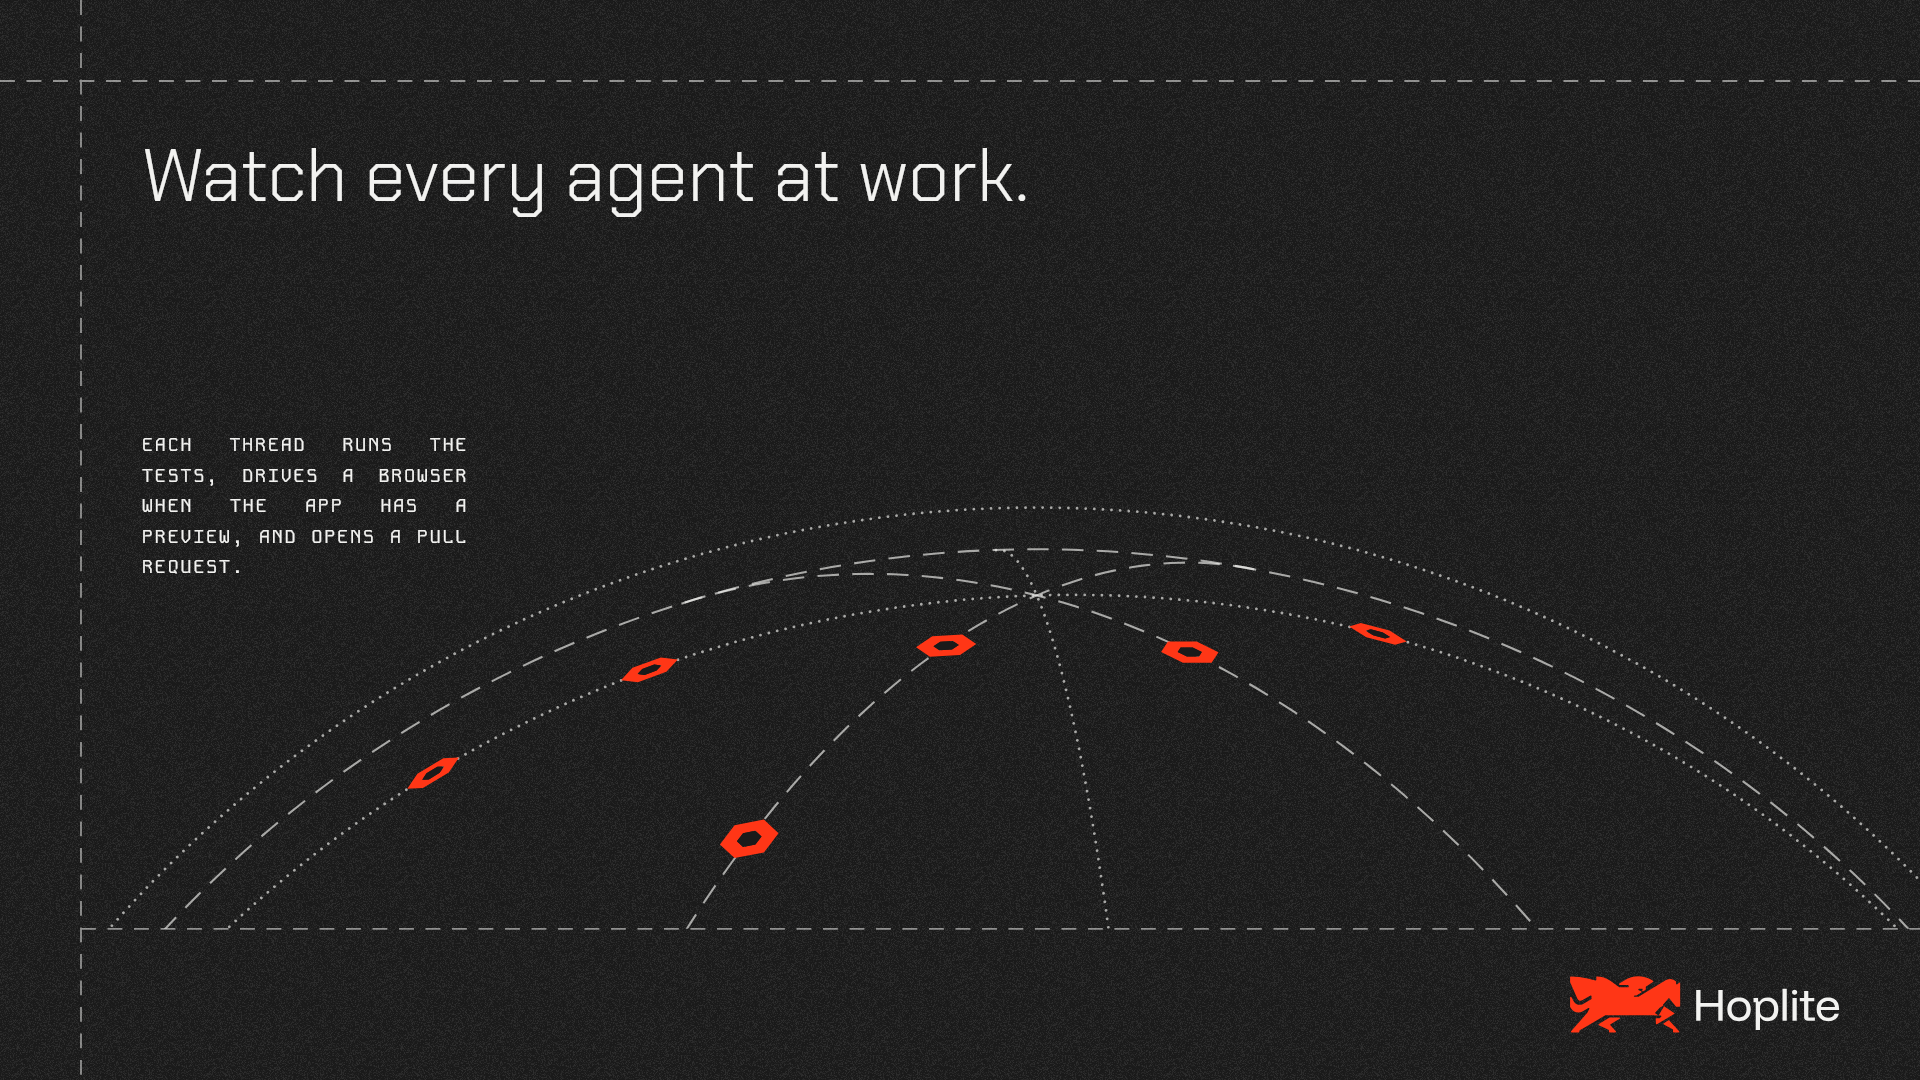 Watch every agent at work.
EACH THREAD RUNS THE
TESTS, DRIVES A BROWSER
WHEN THE APP HAS A
PREVIEW, AND OPENS A PULL
REQUEST.
Hoplite